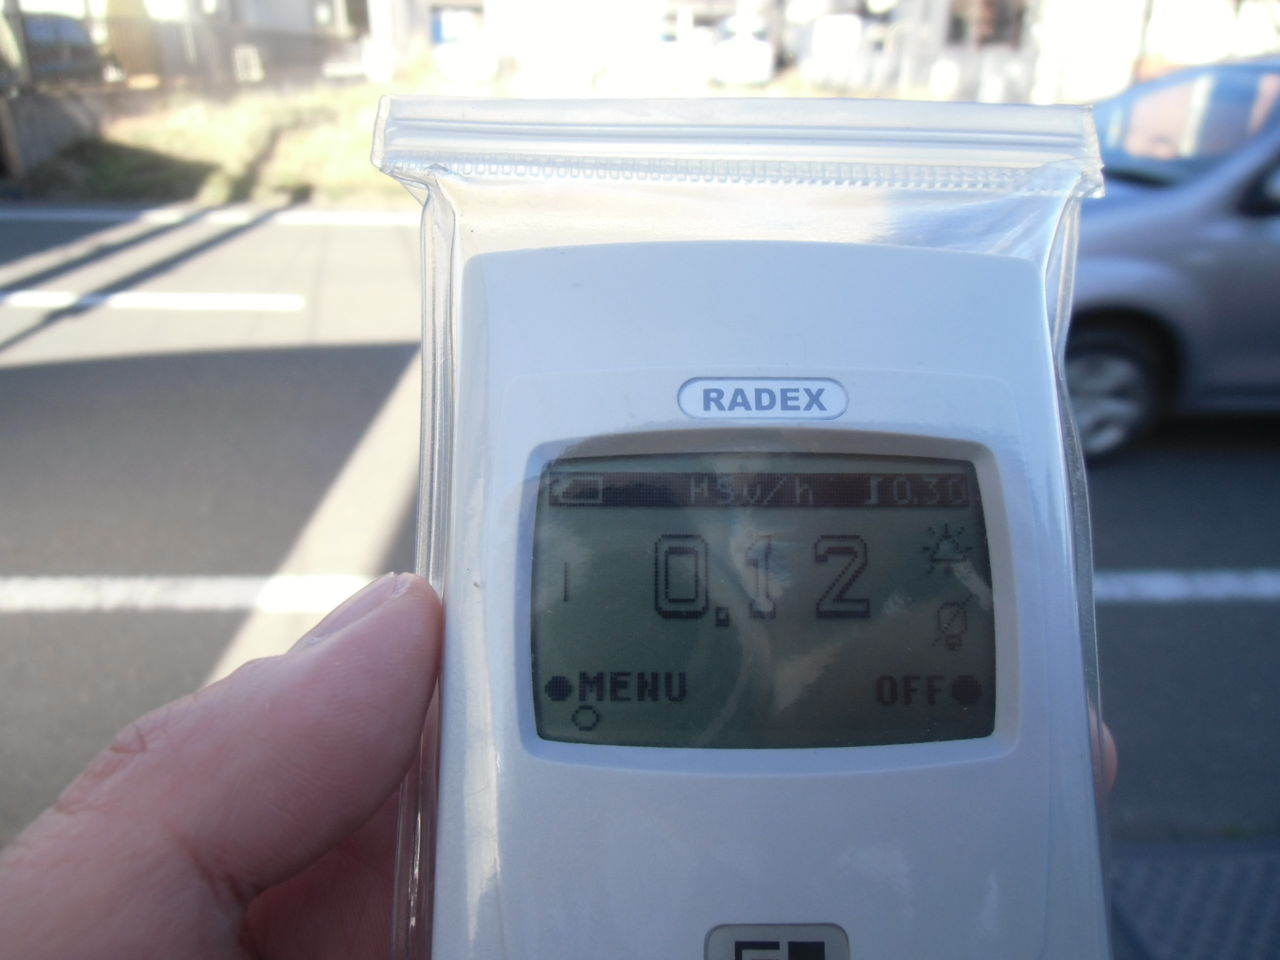 RADEX
μSv/h 0.30
0.12
MENU OFF